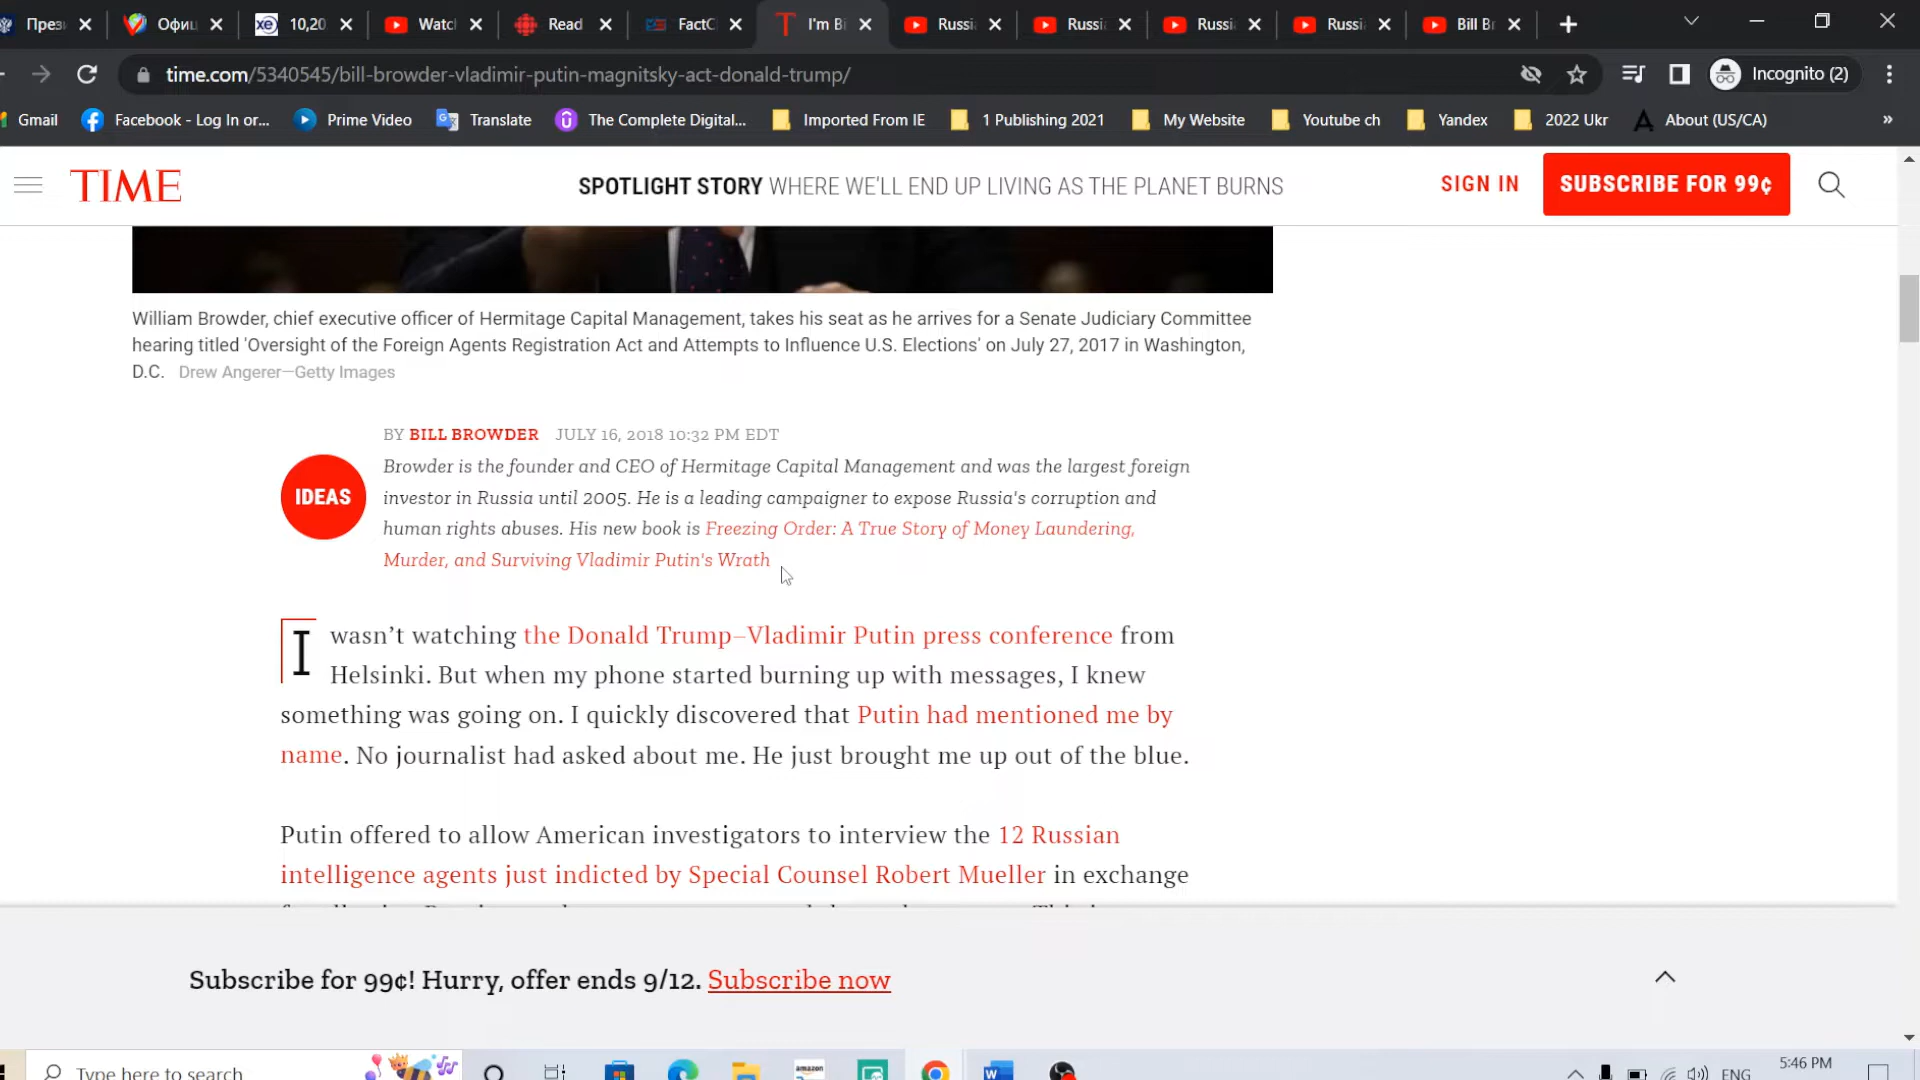 През
Офиц
xe 10,20
Watc
Read
FactC
I'm Bi
Russi
Russi
Russi
Russi
Bill Br
time.com/5340545/bill-browder-vladimir-putin-magnitsky-act-donald-trump/
Incognito (2)
Gmail
Facebook - Log In or...
Prime Video
Translate
The Complete Digital...
Imported From IE
1 Publishing 2021
My Website
Youtube ch
Yandex
2022 Ukr
About (US/CA)
»
TIME
SPOTLIGHT STORY WHERE WE'LL END UP LIVING AS THE PLANET BURNS
SIGN IN
SUBSCRIBE FOR 99¢
William Browder, chief executive officer of Hermitage Capital Management, takes his seat as he arrives for a Senate Judiciary Committee
hearing titled 'Oversight of the Foreign Agents Registration Act and Attempts to Influence U.S. Elections' on July 27, 2017 in Washington,
D.C. Drew Angerer—Getty Images
BY BILL BROWDER JULY 16, 2018 10:32 PM EDT
IDEAS
Browder is the founder and CEO of Hermitage Capital Management and was the largest foreign
investor in Russia until 2005. He is a leading campaigner to expose Russia's corruption and
human rights abuses. His new book is Freezing Order: A True Story of Money Laundering,
Murder, and Surviving Vladimir Putin's Wrath
I wasn't watching the Donald Trump–Vladimir Putin press conference from
Helsinki. But when my phone started burning up with messages, I knew
something was going on. I quickly discovered that Putin had mentioned me by
name. No journalist had asked about me. He just brought me up out of the blue.
Putin offered to allow American investigators to interview the 12 Russian
intelligence agents just indicted by Special Counsel Robert Mueller in exchange
Subscribe for 99¢! Hurry, offer ends 9/12. Subscribe now
Type here to search
amazon
W
ENG
5:46 PM